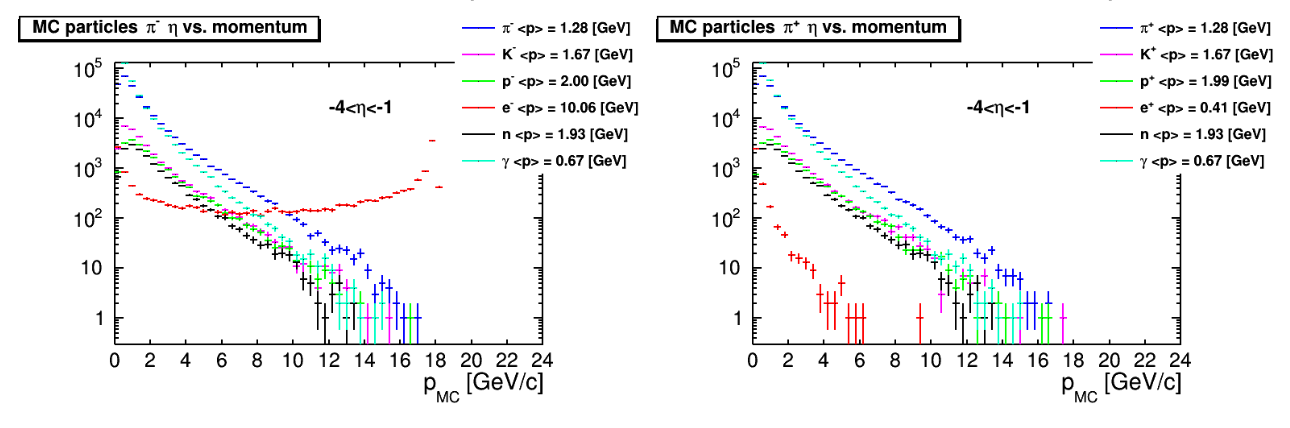 MC particles π⁻ η vs. momentum
π⁻ <p> = 1.28 [GeV]
K⁻ <p> = 1.67 [GeV]
p⁻ <p> = 2.00 [GeV]
e⁻ <p> = 10.06 [GeV]
n <p> = 1.93 [GeV]
γ <p> = 0.67 [GeV]
-4<η<-1
10⁵
10⁴
10³
10²
10
1
0 2 4 6 8 10 12 14 16 18 20 22 24
p_MC [GeV/c]
MC particles π⁺ η vs. momentum
π⁺ <p> = 1.28 [GeV]
K⁺ <p> = 1.67 [GeV]
p⁺ <p> = 1.99 [GeV]
e⁺ <p> = 0.41 [GeV]
n <p> = 1.93 [GeV]
γ <p> = 0.67 [GeV]
-4<η<-1
10⁵
10⁴
10³
10²
10
1
0 2 4 6 8 10 12 14 16 18 20 22 24
p_MC [GeV/c]